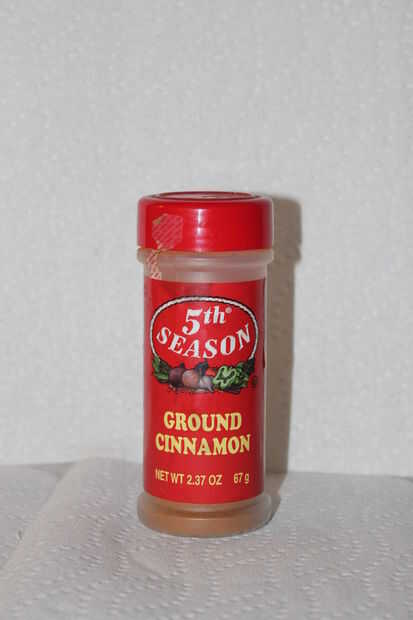 5th®
SEASON
GROUND
CINNAMON
NET WT 2.37 OZ 67 g